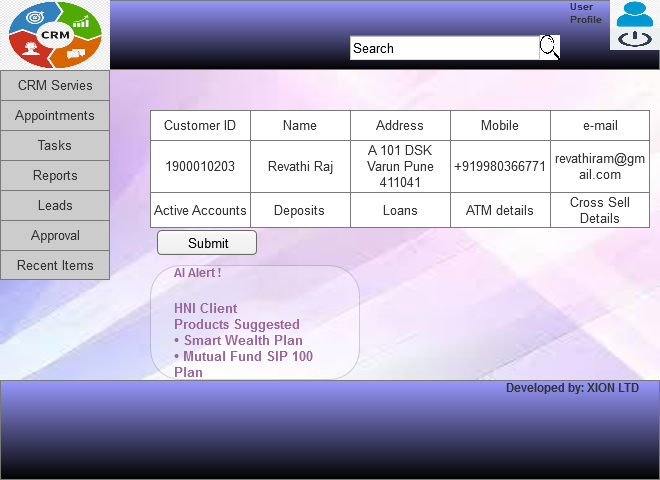 CRM
User
Profile
Search
CRM Servies
Appointments
Tasks
Reports
Leads
Approval
Recent Items
Customer ID
Name
Address
Mobile
e-mail
1900010203
Revathi Raj
A 101 DSK
Varun Pune
411041
+919980366771
revathiram@gm
ail.com
Active Accounts
Deposits
Loans
ATM details
Cross Sell
Details
Submit
AI Alert !
HNI Client
Products Suggested
• Smart Wealth Plan
• Mutual Fund SIP 100
Plan
Developed by: XION LTD